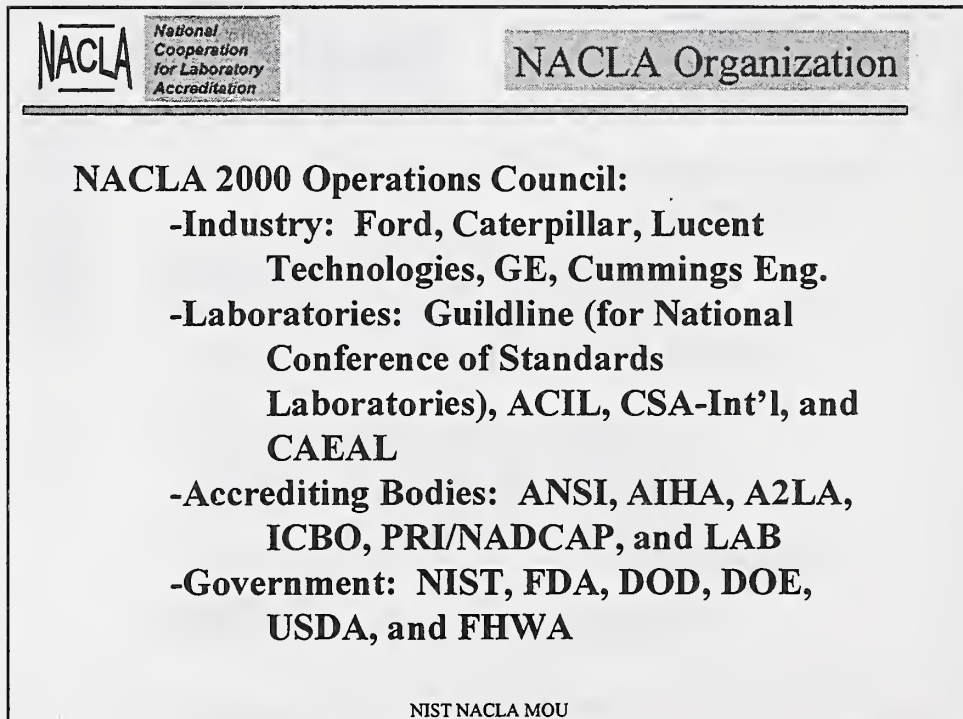 NACLA
National
Cooperation
for Laboratory
Accreditation
NACLA Organization
NACLA 2000 Operations Council:
-Industry: Ford, Caterpillar, Lucent
Technologies, GE, Cummings Eng.
-Laboratories: Guildline (for National
Conference of Standards
Laboratories), ACIL, CSA-Int'l, and
CAEAL
-Accrediting Bodies: ANSI, AIHA, A2LA,
ICBO, PRI/NADCAP, and LAB
-Government: NIST, FDA, DOD, DOE,
USDA, and FHWA
NIST NACLA MOU